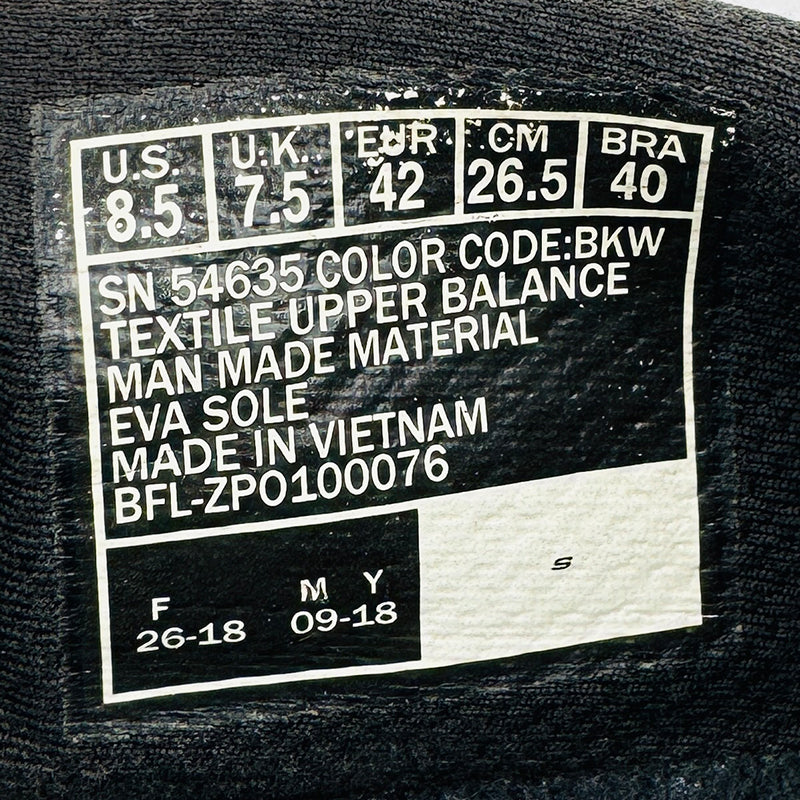 U.S. U.K. EUR CM BRA
8.5 7.5 42 26.5 40
SN 54635 COLOR CODE:BKW
TEXTILE UPPER BALANCE
MAN MADE MATERIAL
EVA SOLE
MADE IN VIETNAM
BFL-ZPO100076
F M Y
26-18 09-18
S